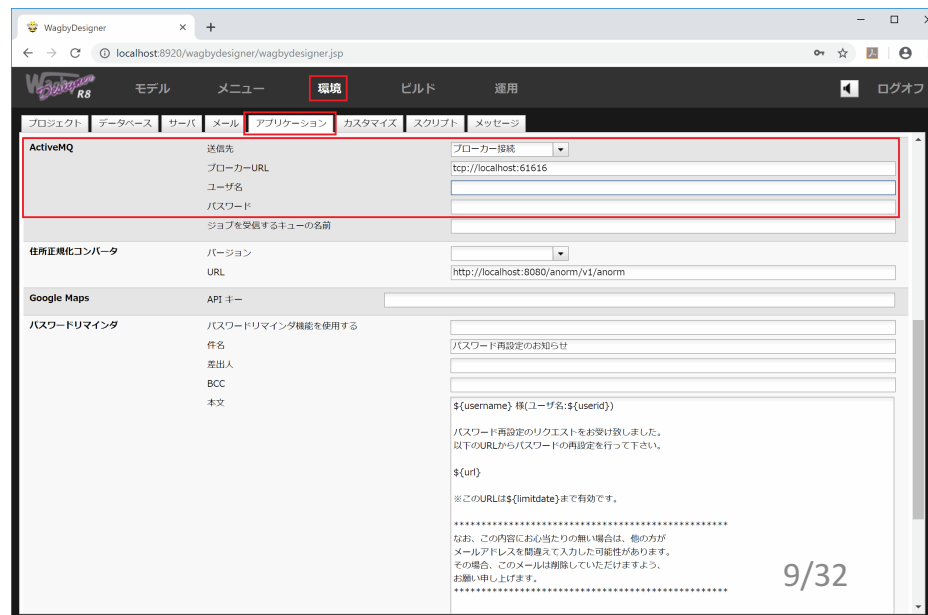 WagbyDesigner
localhost:8920/wagbydesigner/wagbydesigner.jsp
Wagby Designer R8 モデル メニュー 環境 ビルド 運用 ログオフ
プロジェクト データベース サーバ メール アプリケーション カスタマイズ スクリプト メッセージ
ActiveMQ 送信先 ブローカー接続
ブローカーURL tcp://localhost:61616
ユーザ名
パスワード
ジョブを受信するキューの名前
住所正規化コンバータ バージョン
URL http://localhost:8080/anorm/v1/anorm
Google Maps API キー
パスワードリマインダ パスワードリマインダ機能を使用する
件名 パスワード再設定のお知らせ
差出人
BCC
本文 ${username} 様(ユーザ名:${userid})
パスワード再設定のリクエストをお受け致しました。
以下のURLからパスワードの再設定を行って下さい。
${url}
※このURLは${limitdate}まで有効です。
**************************************************
なお、この内容にお心当たりの無い場合は、他の方が
メールアドレスを間違えて入力した可能性があります。
その場合、このメールは削除していただけますよう、
お願い申し上げます。
**************************************************
9/32